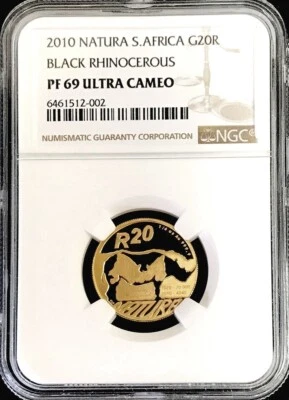 2010 NATURA S.AFRICA G20R
BLACK RHINOCEROUS
PF 69 ULTRA CAMEO
6461512-002
NUMISMATIC GUARANTY CORPORATION
NGC
R20
NATURA